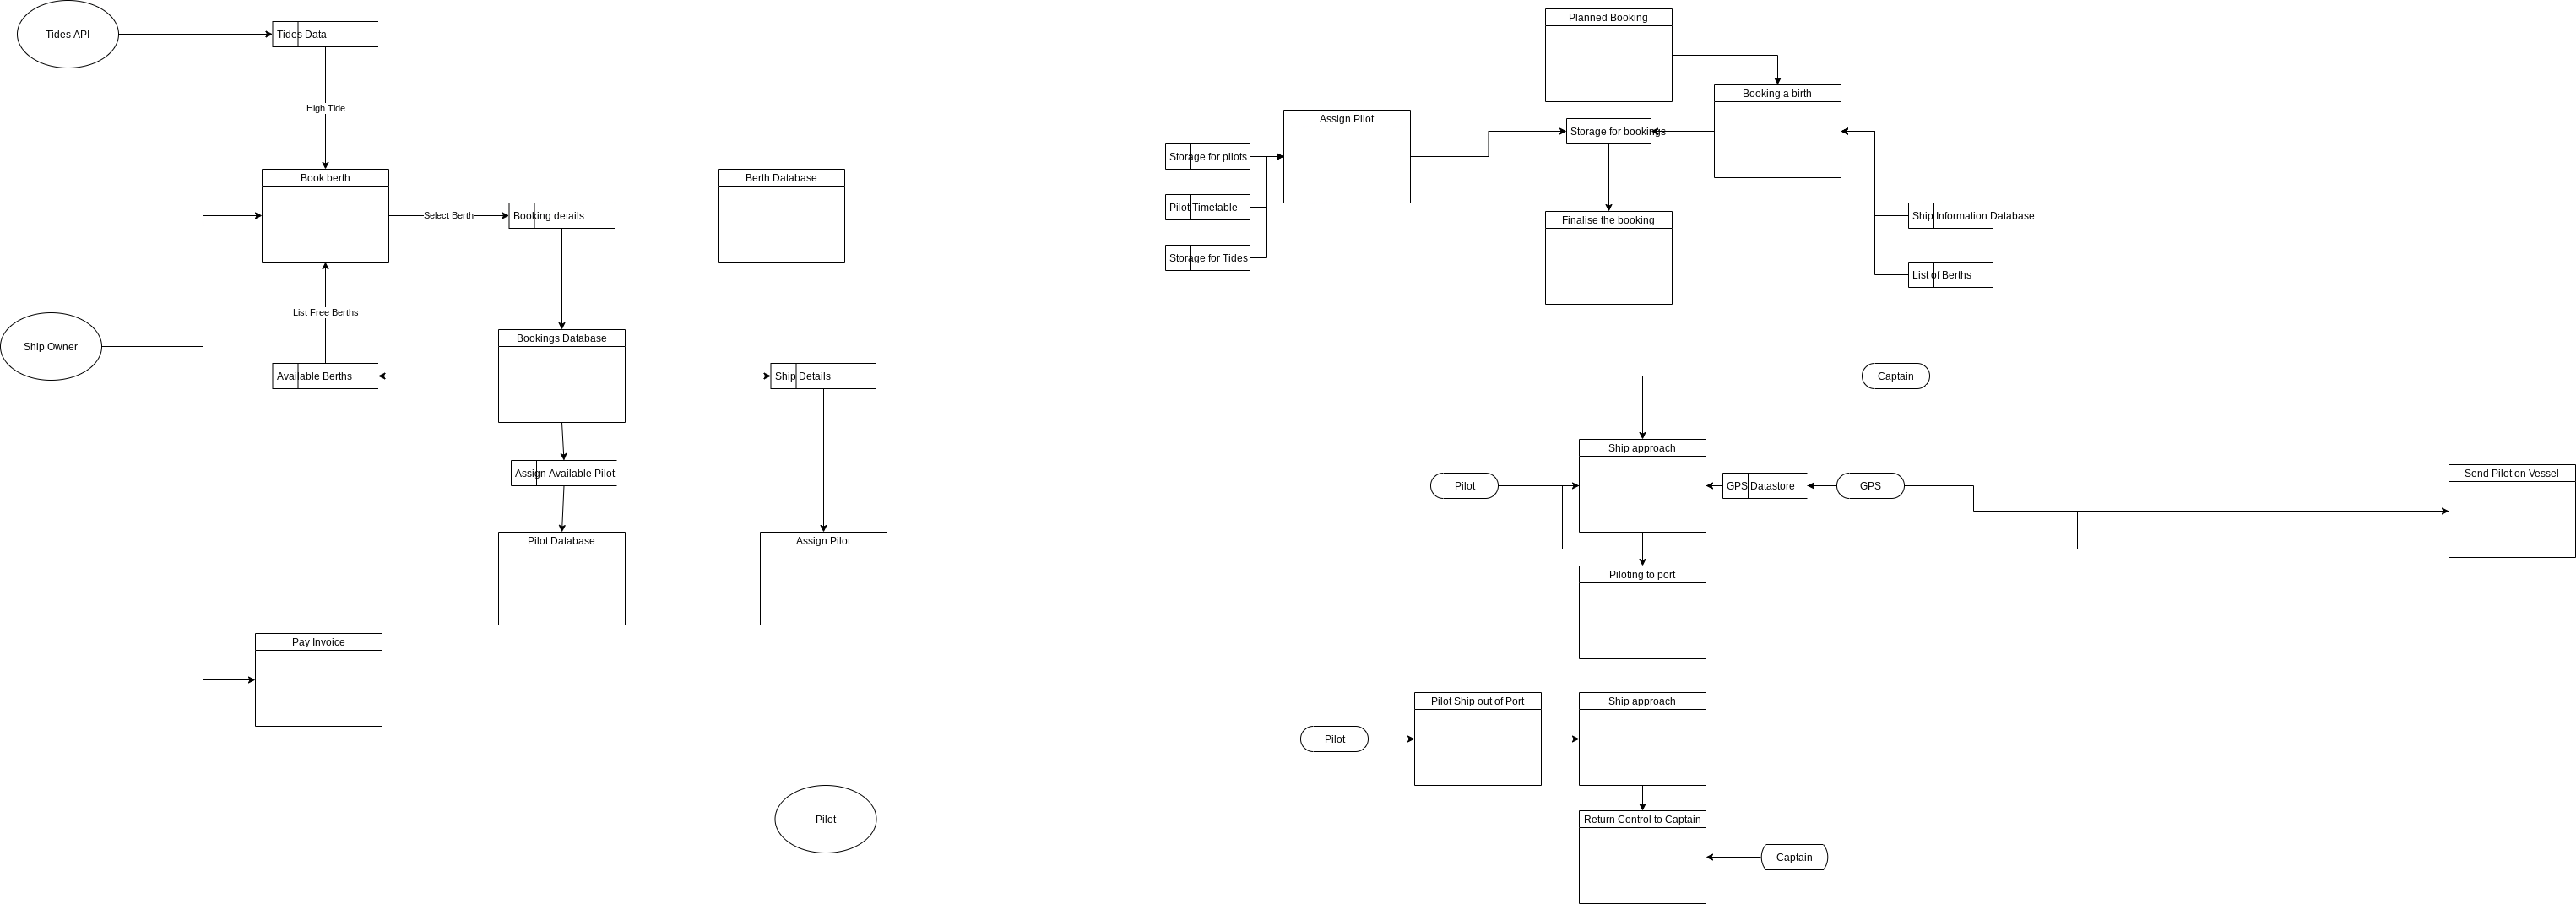 Tides API
Tides Data
High Tide
Book berth
Select Berth
Booking details
Berth Database
List Free Berths
Ship Owner
Available Berths
Bookings Database
Ship Details
Assign Available Pilot
Pilot Database
Assign Pilot
Pay Invoice
Pilot
Planned Booking
Booking a birth
Assign Pilot
Storage for bookings
Storage for pilots
Pilot Timetable
Storage for Tides
Finalise the booking
Ship Information Database
List of Berths
Captain
Ship approach
Pilot
GPS Datastore
GPS
Send Pilot on Vessel
Piloting to port
Pilot Ship out of Port
Ship approach
Pilot
Return Control to Captain
Captain